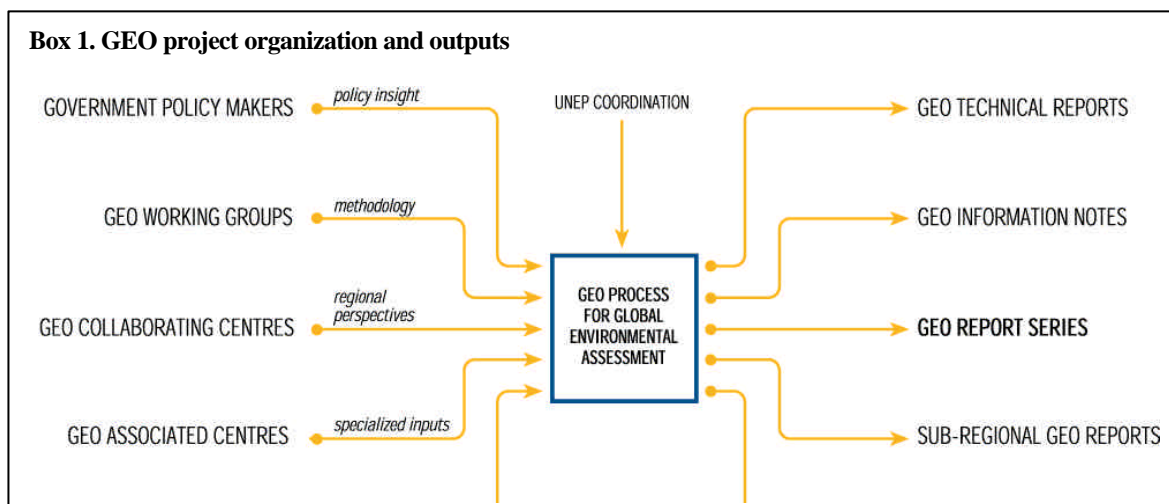 Box 1. GEO project organization and outputs
GOVERNMENT POLICY MAKERS
policy insight
UNEP COORDINATION
GEO TECHNICAL REPORTS
GEO WORKING GROUPS
methodology
GEO INFORMATION NOTES
GEO COLLABORATING CENTRES
regional
perspectives
GEO PROCESS
FOR GLOBAL
ENVIRONMENTAL
ASSESSMENT
GEO REPORT SERIES
GEO ASSOCIATED CENTRES
specialized inputs
SUB-REGIONAL GEO REPORTS